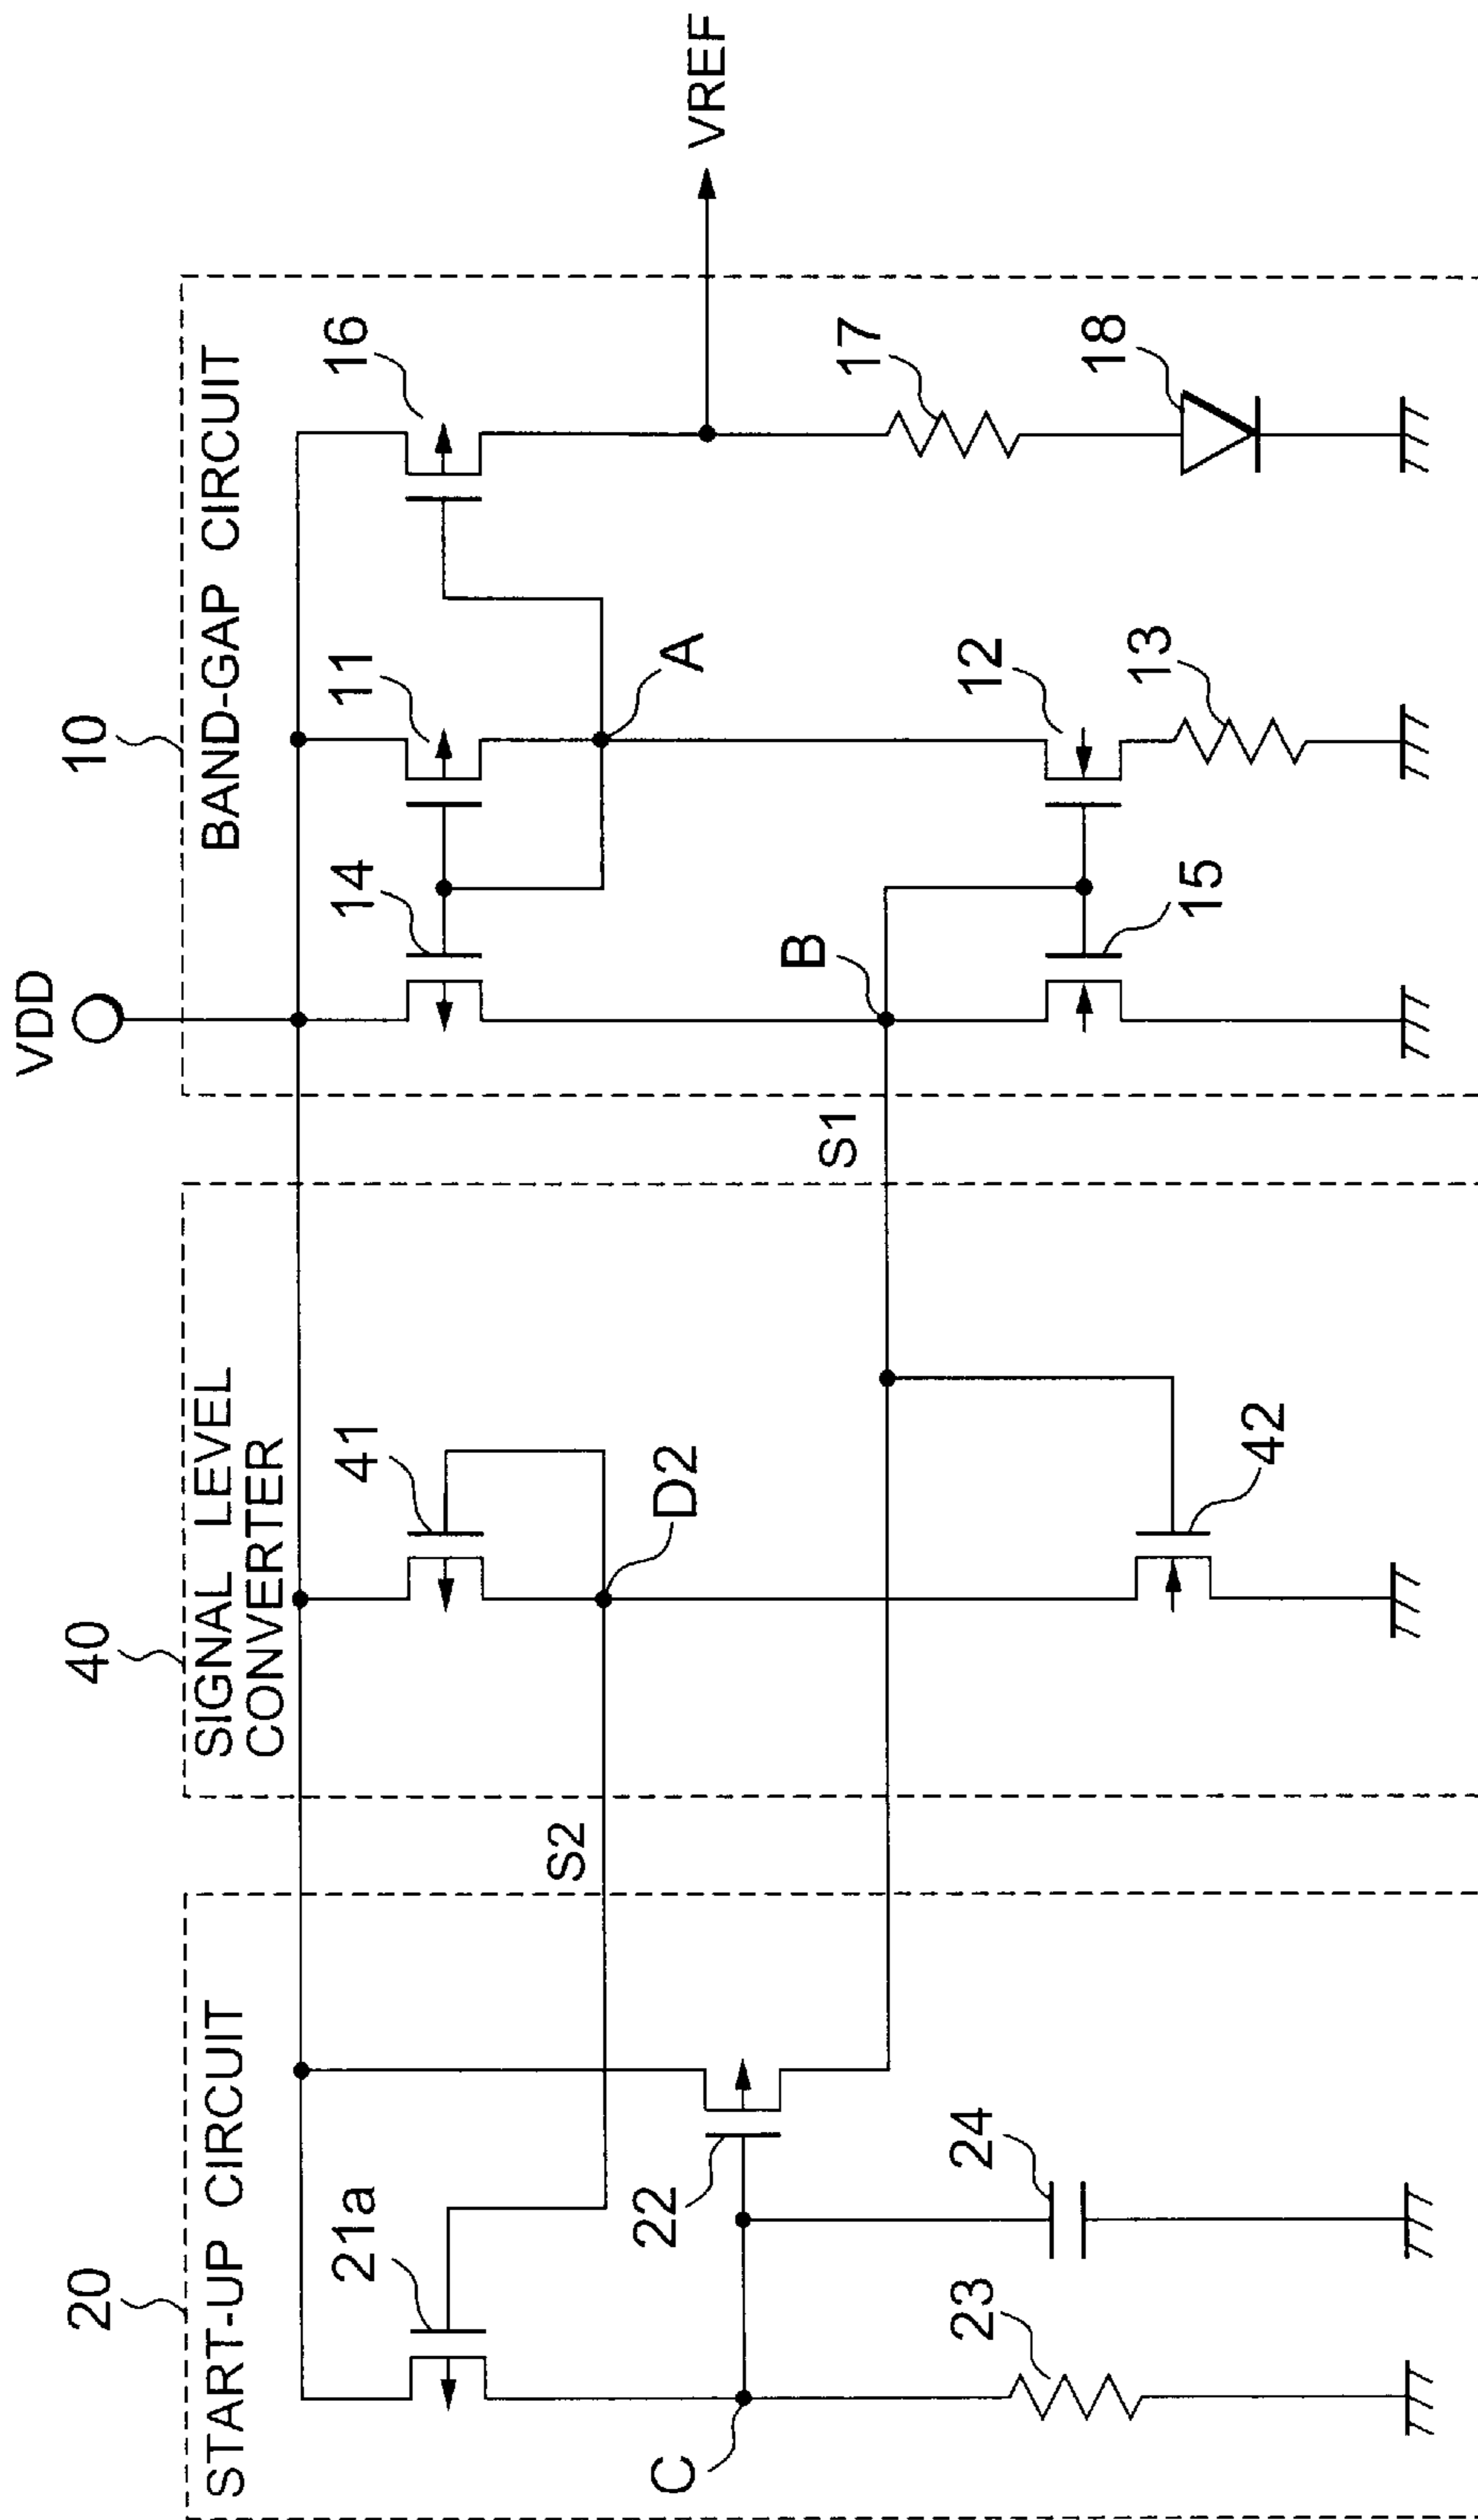 VDD
20
START-UP CIRCUIT
40
SIGNAL LEVEL
CONVERTER
10
BAND-GAP CIRCUIT
21a
41
14
11
16
S2
D2
A
VREF
C
22
S1
B
23
24
42
15
12
13
17
18